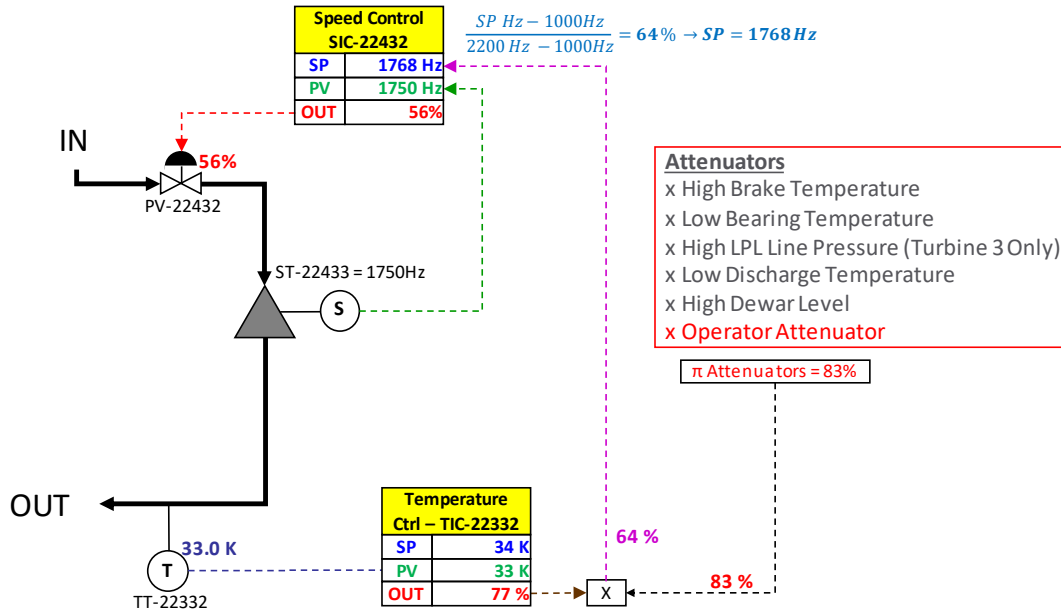 Speed Control
SIC-22432
SP 1768 Hz
PV 1750 Hz
OUT 56%
SP Hz − 1000Hz
2200 Hz − 1000Hz
= 64% → SP = 1768Hz
IN
56%
PV-22432
Attenuators
x High Brake Temperature
x Low Bearing Temperature
x High LPL Line Pressure (Turbine 3 Only)
x Low Discharge Temperature
x High Dewar Level
x Operator Attenuator
ST-22433 = 1750Hz
S
π Attenuators = 83%
OUT
Temperature
Ctrl – TIC-22332
SP 34 K
PV 33 K
OUT 77 %
33.0 K
T
TT-22332
64 %
83 %
X